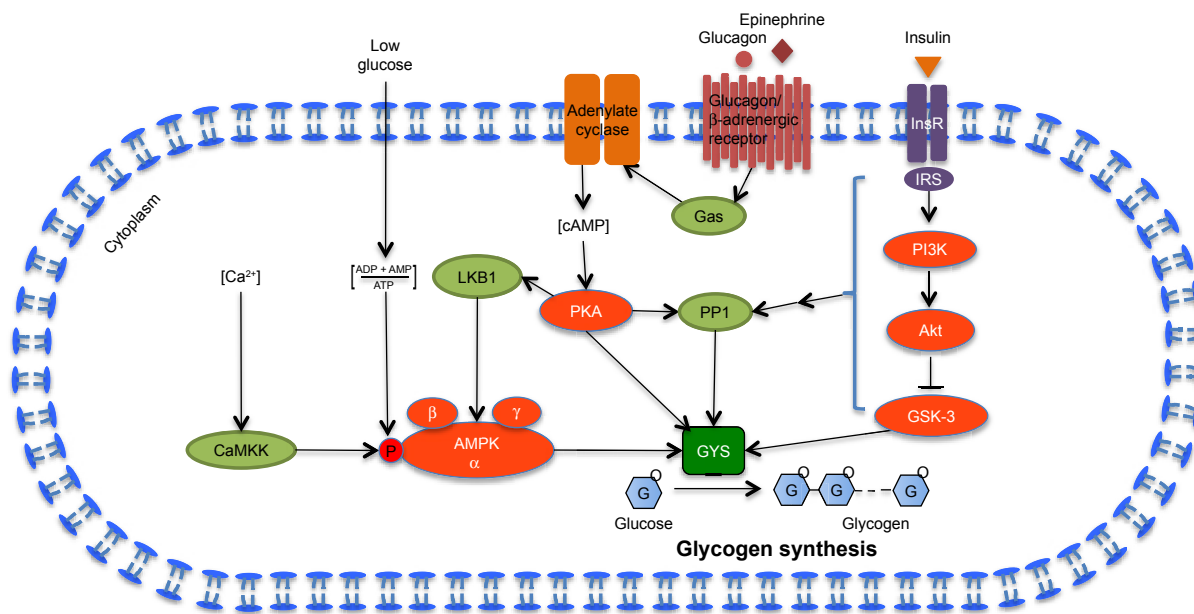 Epinephrine
Glucagon
Insulin
Low
glucose
Adenylate
cyclase
Glucagon/
β-adrenergic
receptor
InsR
IRS
Cytoplasm
Gas
[cAMP]
PI3K
[Ca²⁺]
[ADP + AMP
ATP]
LKB1
PKA
PP1
Akt
β
γ
GSK-3
CaMKK
P
AMPK
α
GYS
G
G
G
G
Glucose
Glycogen
Glycogen synthesis